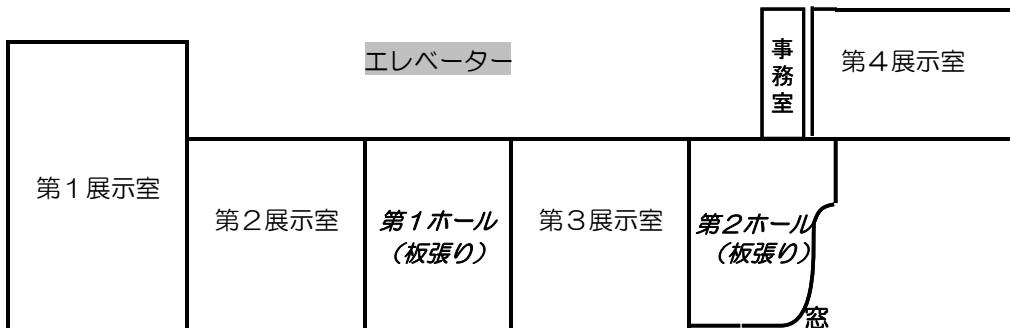 エレベーター
事務室
第4展示室
第1展示室
第2展示室
第1ホール
（板張り）
第3展示室
第2ホール
（板張り）
窓